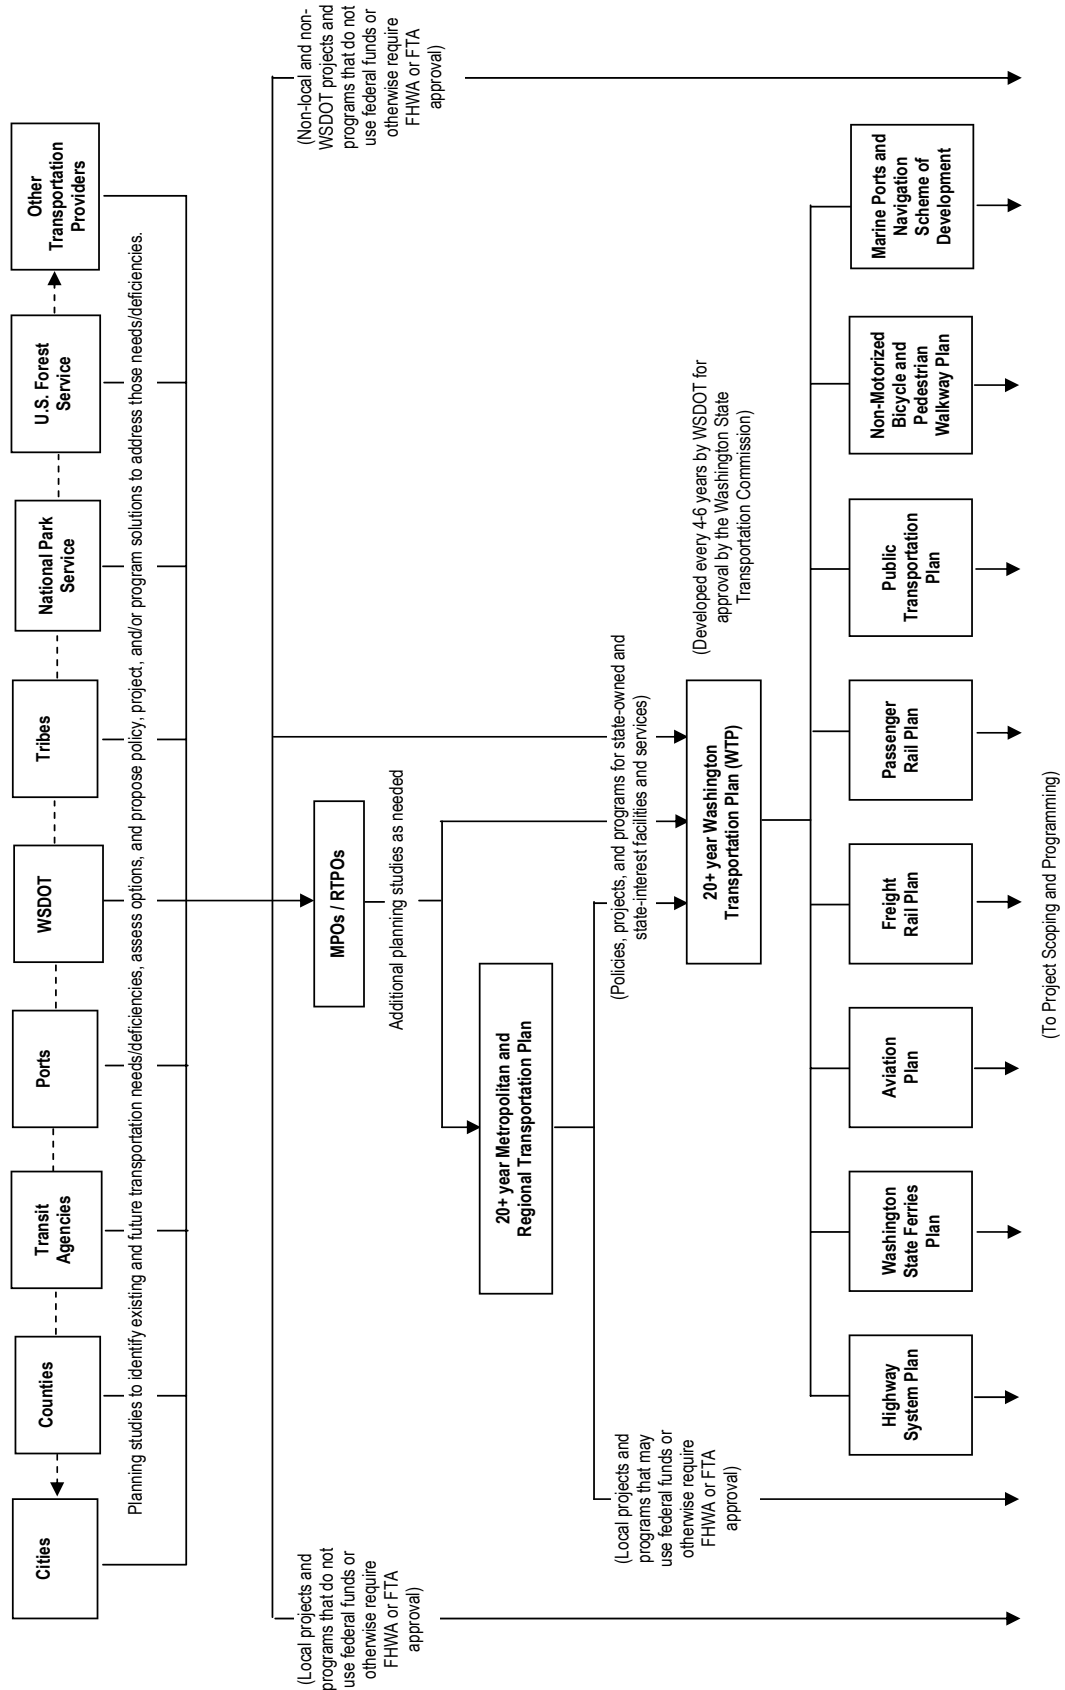 Cities
Counties
Transit
Agencies
Ports
WSDOT
Tribes
National Park
Service
U.S. Forest
Service
Other
Transportation
Providers
Planning studies to identify existing and future transportation needs/deficiencies, assess options, and propose policy, project, and/or program solutions to address those needs/deficiencies.
(Local projects and
programs that do not
use federal funds or
otherwise require
FHWA or FTA
approval)
MPOs / RTPOs
(Non-local and non-
WSDOT projects and
programs that do not
use federal funds or
otherwise require
FHWA or FTA
approval)
Additional planning studies as needed
20+ year Metropolitan and
Regional Transportation Plan
(Policies, projects, and programs for state-owned and
state-interest facilities and services)
(Local projects and
programs that may
use federal funds or
otherwise require
FHWA or FTA
approval)
20+ year Washington
Transportation Plan (WTP)
(Developed every 4-6 years by WSDOT for
approval by the Washington State
Transportation Commission)
Highway
System Plan
Washington
State Ferries
Plan
Aviation
Plan
Freight
Rail Plan
Passenger
Rail Plan
Public
Transportation
Plan
Non-Motorized
Bicycle and
Pedestrian
Walkway Plan
Marine Ports and
Navigation
Scheme of
Development
(To Project Scoping and Programming)